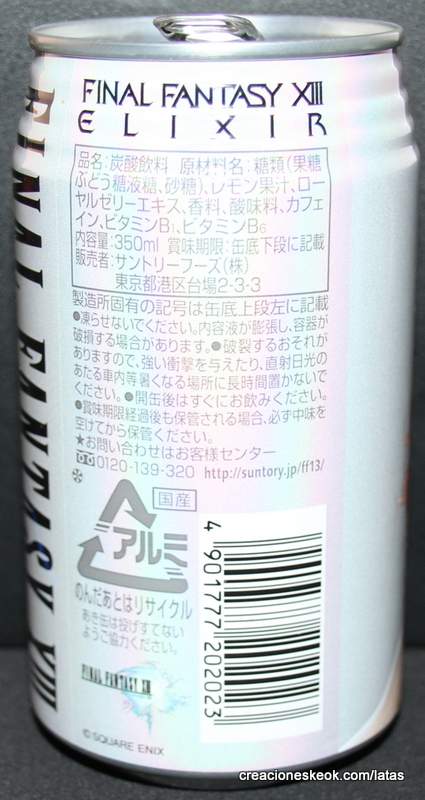 FINAL FANTASY XIII
ELIXIR
品名:炭酸飲料 原材料名:糖類(果糖
ぶどう糖液糖、砂糖)、レモン果汁、ロー
ヤルゼリーエキス、香料、酸味料、カフェ
イン、ビタミンB₁、ビタミンB₆
内容量:350ml 賞味期限:缶底下段に記載
販売者:サントリーフーズ(株)
東京都港区台場2-3-3
製造所固有の記号は缶底上段左に記載
●凍らせないでください。内容液が膨張し、容器が
破損する場合があります。●破裂するおそれが
ありますので、強い衝撃を与えたり、直射日光の
あたる車内等暑くなる場所に長時間置かないで
ください。●開缶後はすぐにお飲みください。
●賞味期限経過後も保管される場合、必ず中味を
空けてから保管ください。
★お問い合わせはお客様センター
0120-139-320 http://suntory.jp/ff13/
国産
アルミ
のんだあとはリサイクル
あき缶は投げすてない
ようご協力ください。
4 901777 202023
FINAL FANTASY XIII
© SQUARE ENIX
FINAL FANTASY XIII
creacioneskeok.com/latas